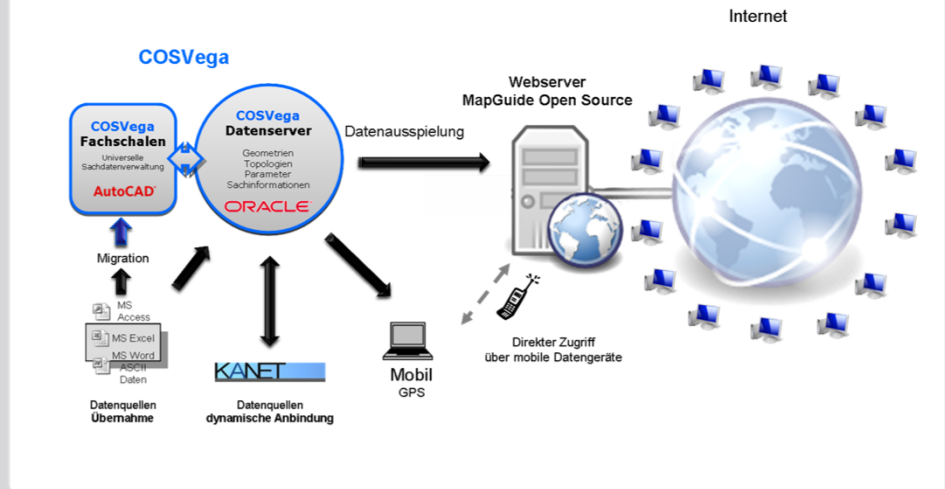 Internet
COSVega
Webserver
MapGuide Open Source
COSVega
Fachschalen
Universelle
Sachdatenverwaltung
AutoCAD
COSVega
Datenserver
Geometrien
Topologien
Parameter
Sachinformationen
ORACLE
Datenausspielung
Migration
MS
Access
MS Excel
MS Word
ASCII
Daten
Datenquellen
Übernahme
KANET
Datenquellen
dynamische Anbindung
Mobil
GPS
Direkter Zugriff
über mobile Datengeräte